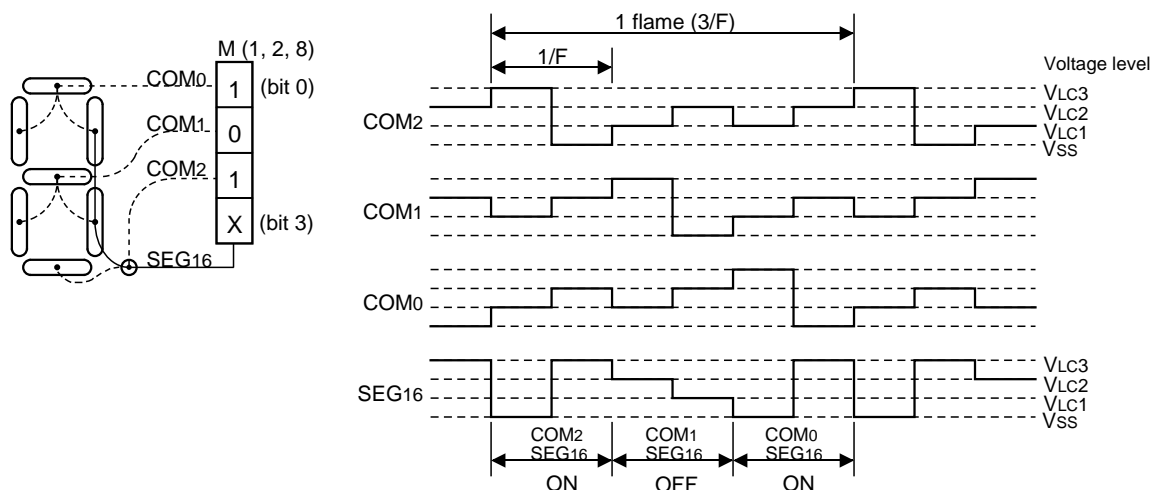 M (1, 2, 8)
COM0
1
(bit 0)
COM1
0
COM2
1
X
(bit 3)
SEG16
1 flame (3/F)
1/F
Voltage level
COM2
VLC3
VLC2
VLC1
VSS
COM1
COM0
SEG16
VLC3
VLC2
VLC1
VSS
COM2
SEG16
COM1
SEG16
COM0
SEG16
ON
OFF
ON